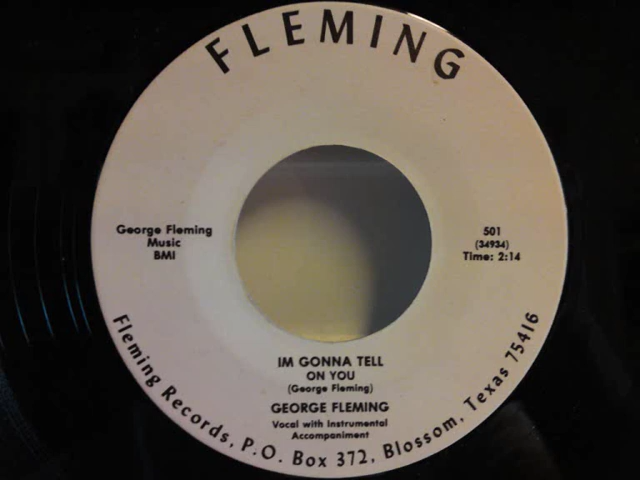 FLEMING
George Fleming
Music
BMI
501
(34934)
Time: 2:14
IM GONNA TELL
ON YOU
(George Fleming)
GEORGE FLEMING
Vocal with Instrumental
Accompaniment
Fleming Records, P.O. Box 372, Blossom, Texas 75416